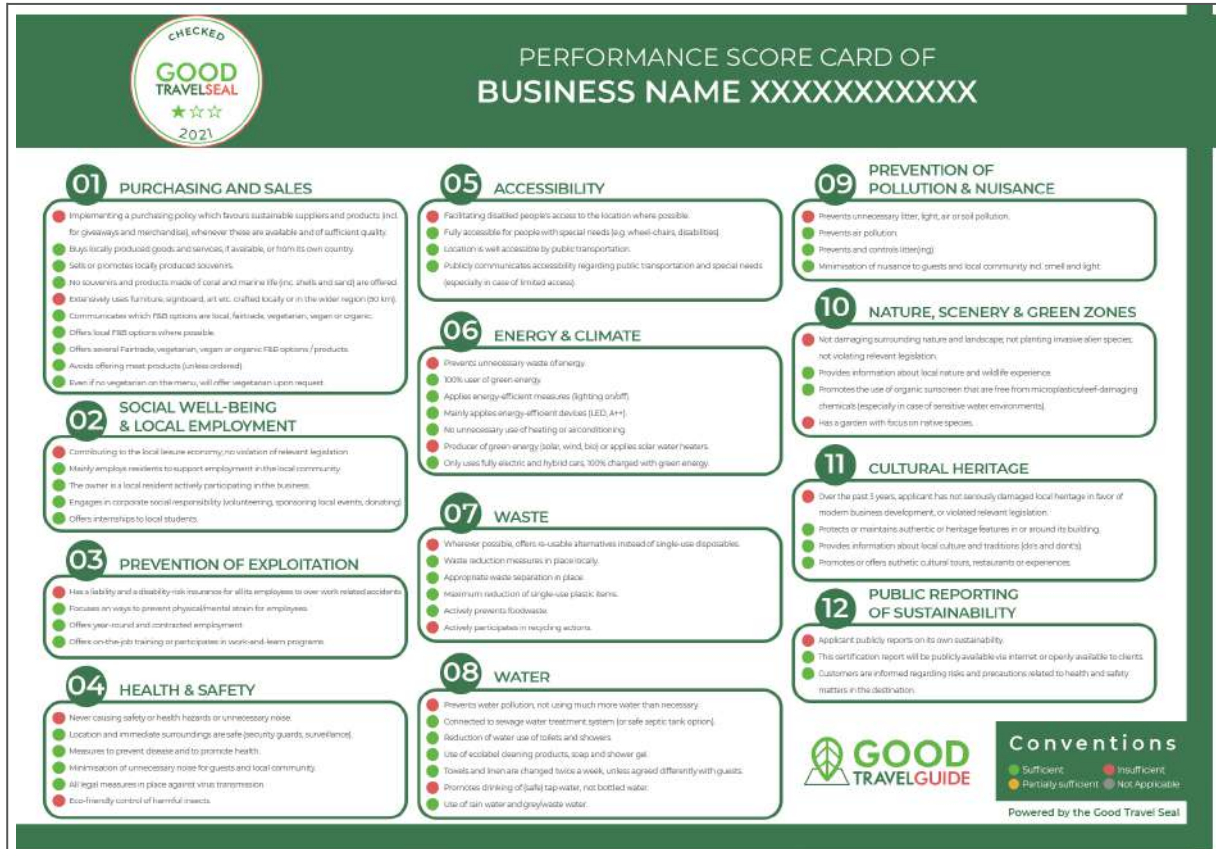 CHECKED
GOOD
TRAVELSEAL
2021
PERFORMANCE SCORE CARD OF
BUSINESS NAME XXXXXXXXXXX
01 PURCHASING AND SALES
Implementing a purchasing policy which favours sustainable suppliers and products (incl.
for giveaways and merchandise), whenever these are available and of sufficient quality.
Buys locally produced goods and services, if available, or from its own country.
Sells or promotes locally produced souvenirs.
No souvenirs and products made of coral and marine life (inc. shells and sand) are offered
Extensively uses furniture, signboard, art etc. crafted locally or in the wider region (50 km).
Communicates which F&B options are local, fairtrade, vegetarian, vegan or organic.
Offers local F&B options where possible.
Offers several Fairtrade, vegetarian, vegan or organic F&B options / products
Avoids offering meat products (unless ordered)
Even if no vegetarian on the menu, will offer vegetarian upon request
02 SOCIAL WELL-BEING
& LOCAL EMPLOYMENT
Contributing to the local leisure economy; no violation of relevant legislation
Mainly employs residents to support employment in the local community
The owner is a local resident actively participating in the business.
Engages in corporate social responsibility (volunteering, sponsoring local events, donating)
Offers internships to local students.
03 PREVENTION OF EXPLOITATION
Has a liability and a disability-risk insurance for all its employees to over work related accidents
Focuses on ways to prevent physical/mental strain for employees.
Offers year-round and contracted employment
Offers on-the-job training or participates in work-and-learn programs
04 HEALTH & SAFETY
Never causing safety or health hazards or unnecessary noise.
Location and immediate surroundings are safe (security guards, surveillance).
Measures to prevent disease and to promote health.
Minimisation of unnecessary noise for guests and local community.
All legal measures in place against virus transmission
Eco-friendly control of harmful insects
05 ACCESSIBILITY
Facilitating disabled people's access to the location where possible.
Fully accessible for people with special needs (e.g. wheel-chairs, disabilities).
Location is well accessible by public transportation.
Publicly communicates accessibility regarding public transportation and special needs
(especially in case of limited access).
06 ENERGY & CLIMATE
Prevents unnecessary waste of energy.
100% user of green energy
Applies energy-efficient measures (lighting on/off)
Mainly applies energy-efficient devices (LED, A++).
No unnecessary use of heating or airconditioning.
Producer of green energy (solar, wind, bio) or applies solar water heaters.
Only uses fully electric and hybrid cars, 100% charged with green energy.
07 WASTE
Wherever possible, offers re-usable alternatives instead of single-use disposables.
Waste reduction measures in place locally.
Appropriate waste separation in place.
Maximum reduction of single-use plastic items.
Actively prevents foodwaste.
Actively participates in recycling actions.
08 WATER
Prevents water pollution, not using much more water than necessary.
Connected to sewage water treatment system (or safe septic tank option).
Reduction of water use of toilets and showers
Use of ecolabel cleaning products, soap and shower gel.
Towels and linen are changed twice a week, unless agreed differently with guests.
Promotes drinking of (safe) tap water, not bottled water.
Use of rain water and grey/waste water.
09 PREVENTION OF
POLLUTION & NUISANCE
Prevents unnecessary litter, light, air or soil pollution.
Prevents air pollution.
Prevents and controls litter(ing)
Minimisation of nuisance to guests and local community incl. smell and light
10 NATURE, SCENERY & GREEN ZONES
Not damaging surrounding nature and landscape; not planting invasive alien species;
not violating relevant legislation.
Provides information about local nature and wildlife experience
Promotes the use of organic sunscreen that are free from microplastics/reef-damaging
chemicals (especially in case of sensitive water environments).
Has a garden with focus on native species.
11 CULTURAL HERITAGE
Over the past 3 years, applicant has not seriously damaged local heritage in favor of
modern business development, or violated relevant legislation.
Protects or maintains authentic or heritage features in or around its building.
Provides information about local culture and traditions (do's and dont's)
Promotes or offers authetic cultural tours, restaurants or experiences.
12 PUBLIC REPORTING
OF SUSTAINABILITY
Applicant publicly reports on its own sustainability.
This certification report will be publicly available via internet or openly available to clients
Customers are informed regarding risks and precautions related to health and safety
matters in the destination.
GOOD
TRAVELGUIDE
Conventions
Sufficient Insufficient
Partially sufficient Not Applicable
Powered by the Good Travel Seal